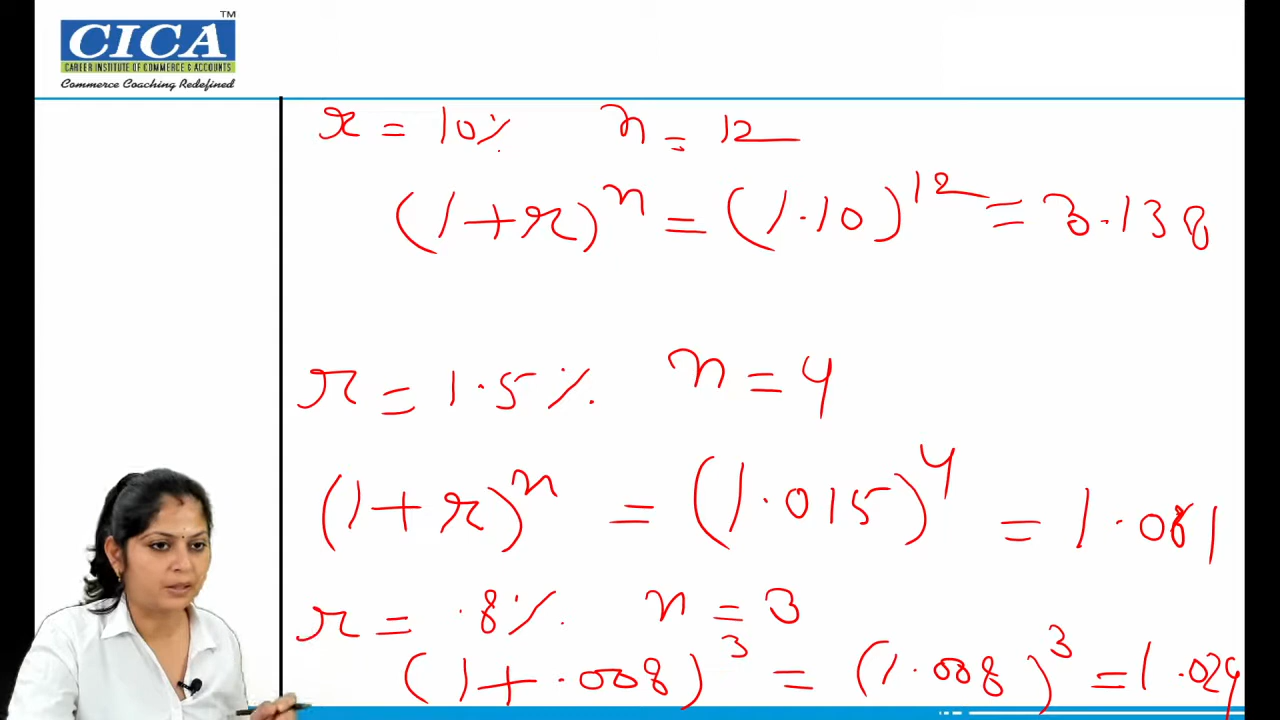 TM
CICA
CAREER INSTITUTE OF COMMERCE & ACCOUNTS
Commerce Coaching Redefined
r = 10% n = 12
(1+r)^n = (1.10)^12 = 3.138
r = 1.5% n = 4
(1+r)^n = (1.015)^4 = 1.061
r = .8% n = 3
(1+.008)^3 = (1.008)^3 = 1.024